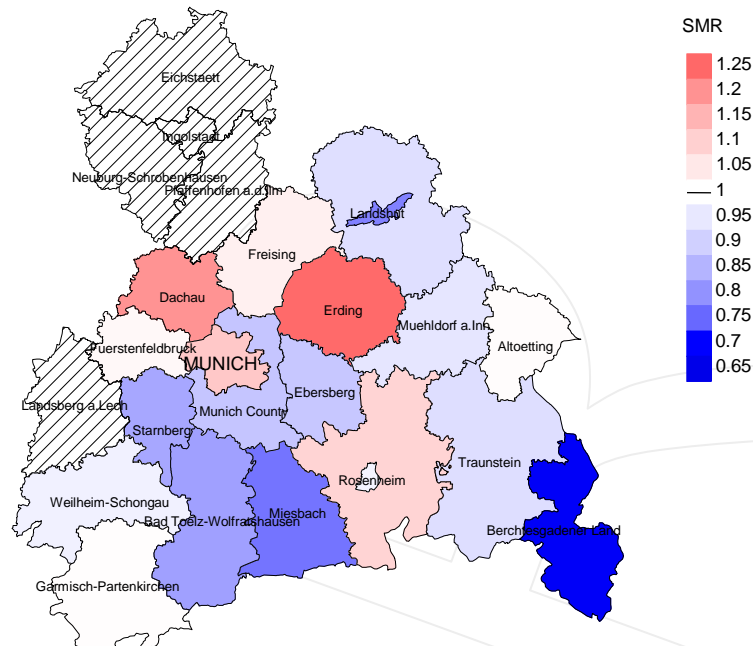 SMR
1.25
1.2
1.15
1.1
1.05
1
0.95
0.9
0.85
0.8
0.75
0.7
0.65
Eichstaett
Ingolstadt
Neuburg-Schrobenhausen
Pfaffenhofen a.d.Ilm
Landshut
Freising
Dachau
Erding
Muehldorf a.Inn
Altoetting
Fuerstenfeldbruck
MUNICH
Ebersberg
Landsberg a.Lech
Munich County
Starnberg
Traunstein
Rosenheim
Weilheim-Schongau
Miesbach
Bad Toelz-Wolfratshausen
Berchtesgadener Land
Garmisch-Partenkirchen